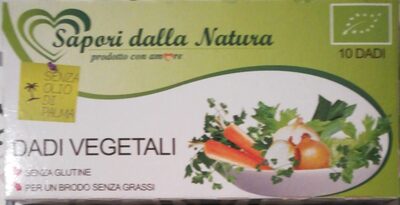 Sapori dalla Natura
prodotto con amore
10 DADI
SENZA
OLIO
DI
PALMA
DADI VEGETALI
SENZA GLUTINE
PER UN BRODO SENZA GRASSI